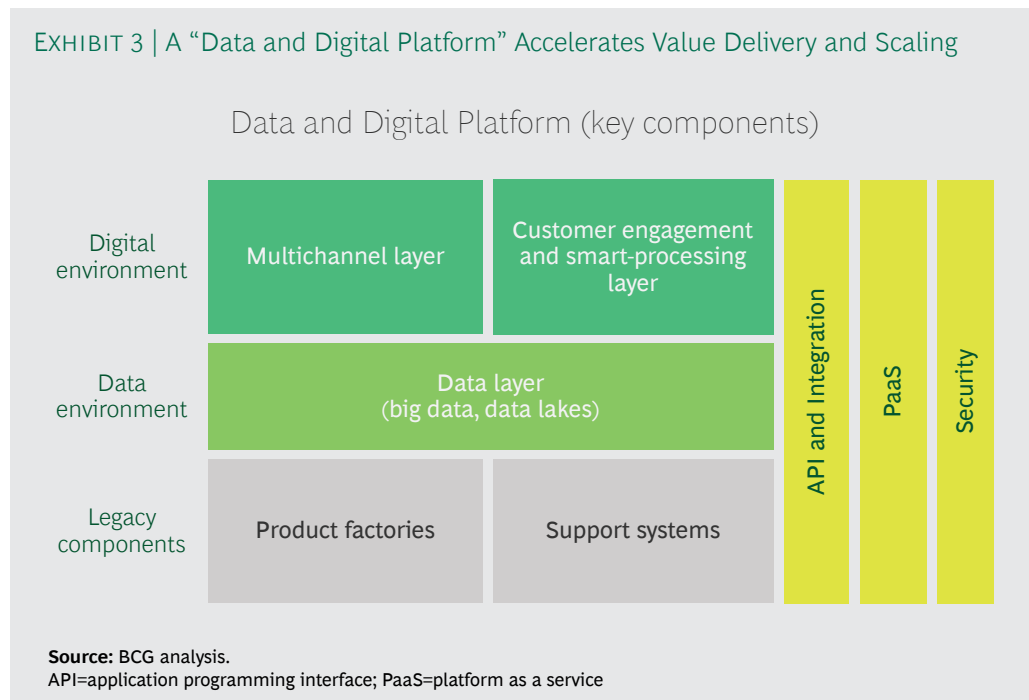 EXHIBIT 3 | A “Data and Digital Platform” Accelerates Value Delivery and Scaling
Data and Digital Platform (key components)
Digital
environment
Multichannel layer
Customer engagement
and smart-processing
layer
Data
environment
Data layer
(big data, data lakes)
Legacy
components
Product factories
Support systems
API and Integration
PaaS
Security
Source: BCG analysis.
API=application programming interface; PaaS=platform as a service